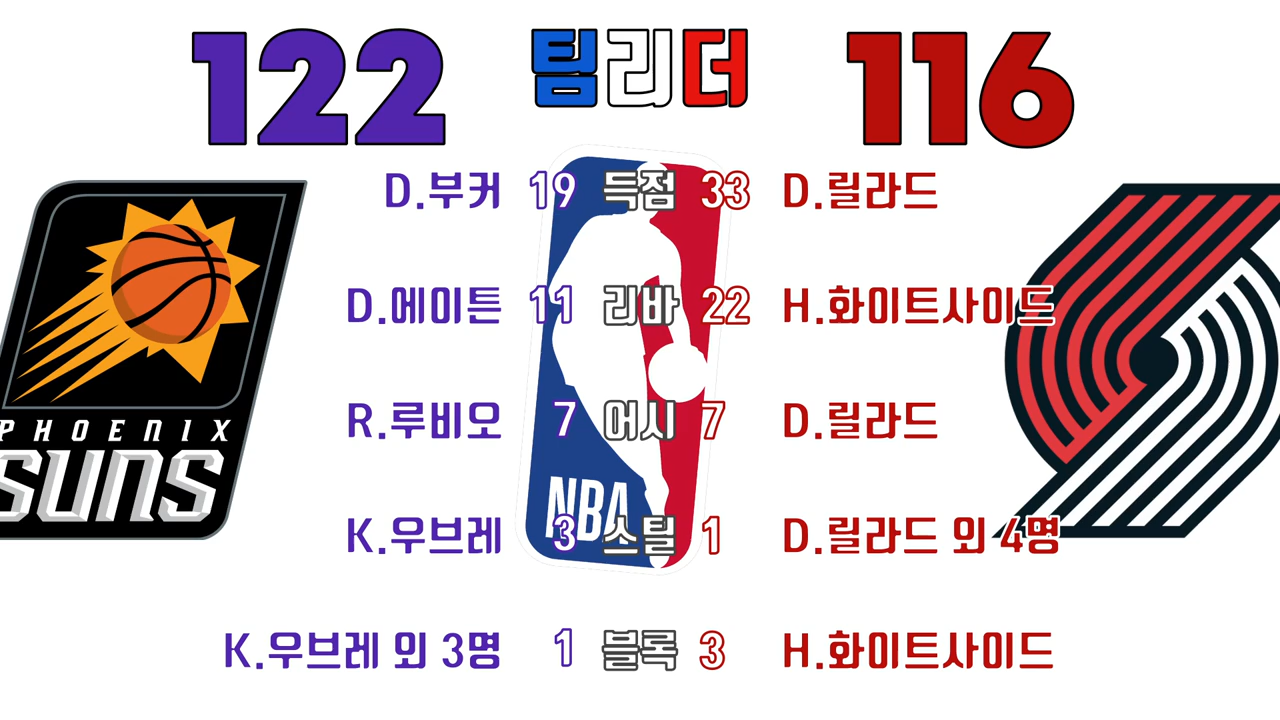 122 팀리더 116
D.부커 19 득점 33 D.릴라드
D.에이튼 11 리바 22 H.화이트사이드
R.루비오 7 어시 7 D.릴라드
PHOENIX
SUNS
NBA
K.우브레 3 스틸 1 D.릴라드 외 4명
K.우브레 외 3명 1 블록 3 H.화이트사이드